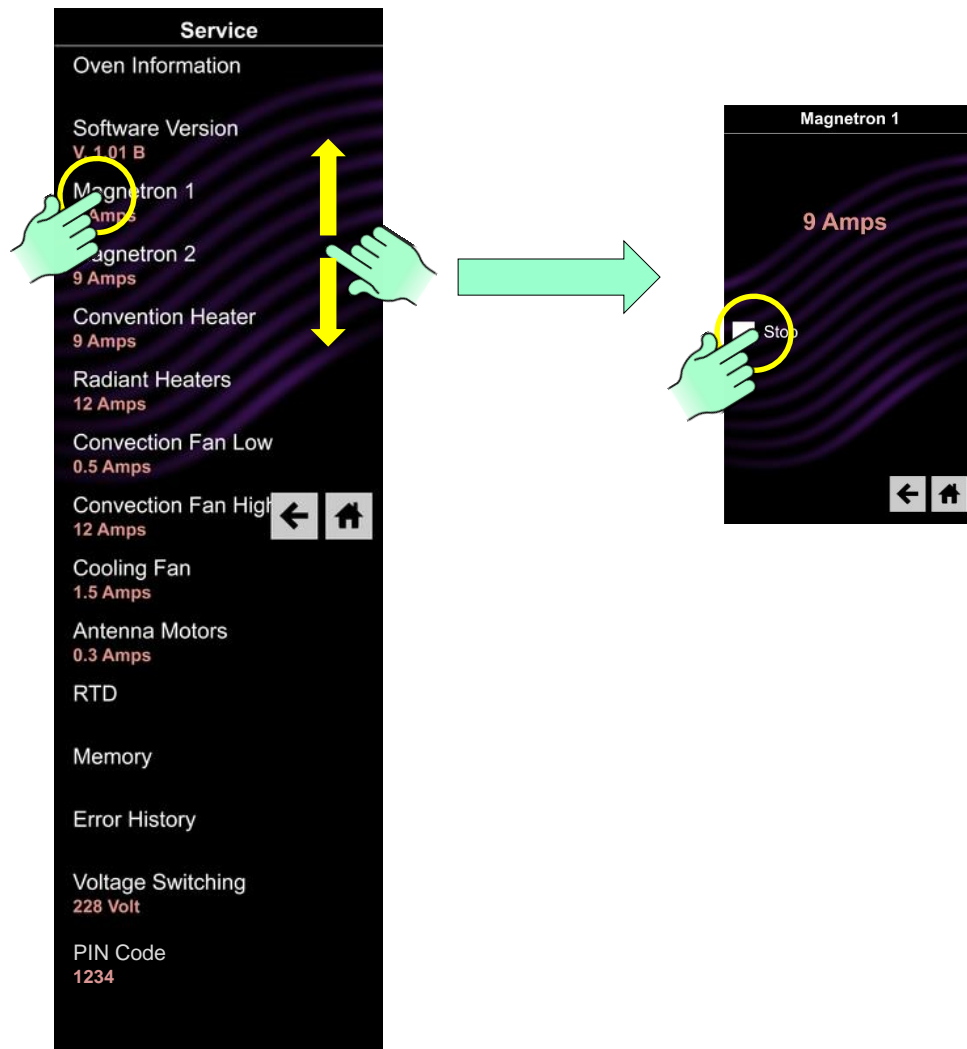 Service
Oven Information
Software Version
V. 1.01 B
Magnetron 1
Amps
Magnetron 2
9 Amps
Convention Heater
9 Amps
Radiant Heaters
12 Amps
Convection Fan Low
0.5 Amps
Convection Fan High
12 Amps
Cooling Fan
1.5 Amps
Antenna Motors
0.3 Amps
RTD
Memory
Error History
Voltage Switching
228 Volt
PIN Code
1234
Magnetron 1
9 Amps
Stop